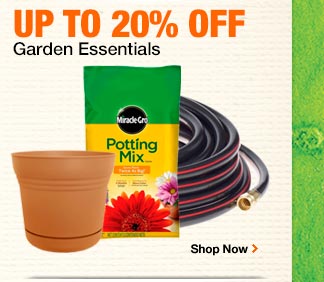 UP TO 20% OFF
Garden Essentials
Miracle-Gro
Potting
Mix
Shop Now >